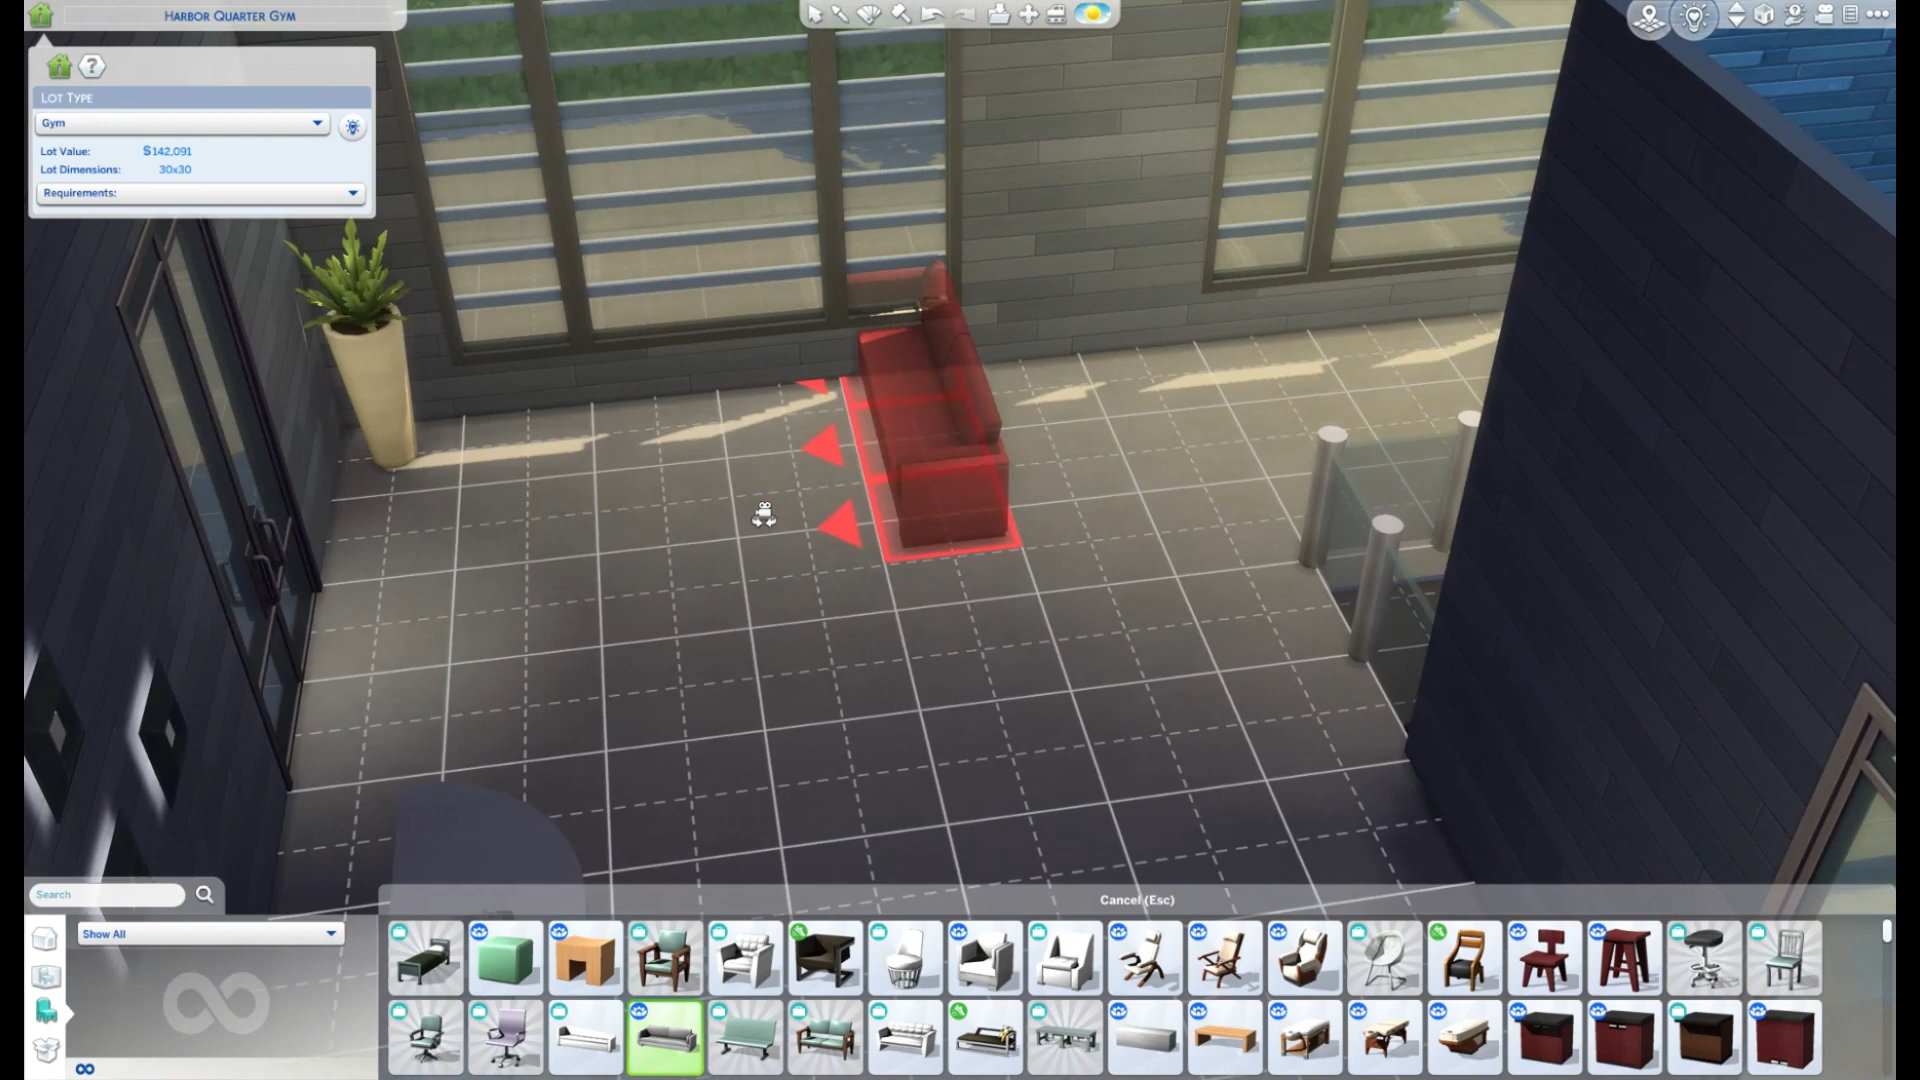 HARBOR QUARTER GYM
?
LOT TYPE
Gym
Lot Value: §142,091
Lot Dimensions: 30x30
Requirements:
Cancel (Esc)
Search
Show All